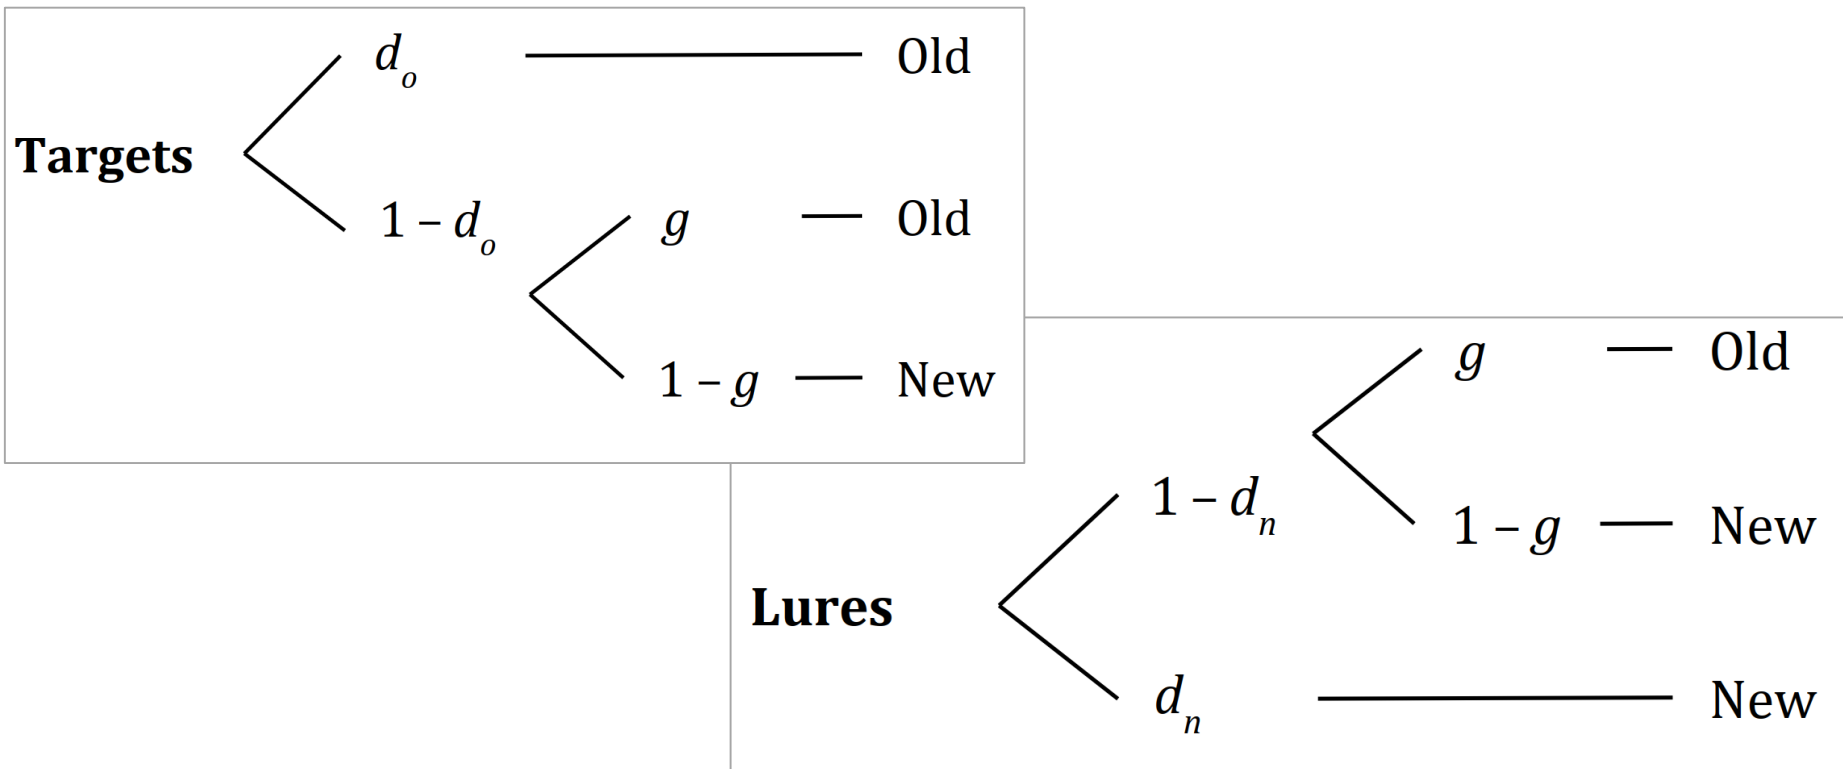 d_o Old
Targets
1 – d_o g Old
1 – g New
g Old
1 – d_n
1 – g New
Lures
d_n New